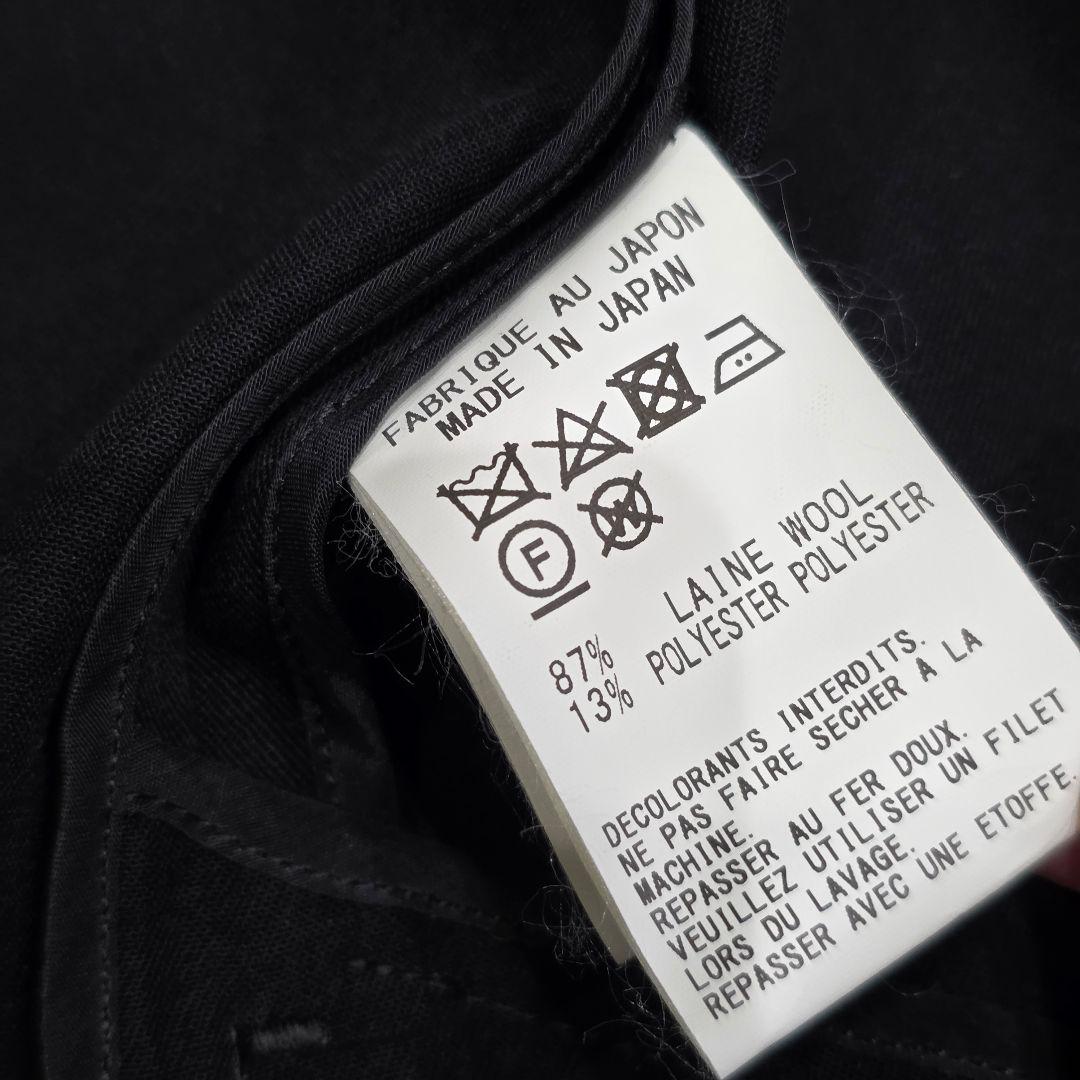 FABRIQUE AU JAPON
MADE IN JAPAN
F W
87% LAINE WOOL
13% POLYESTER POLYESTER
DECOLORANTS INTERDITS.
NE PAS FAIRE SECHER A LA
MACHINE.
REPASSER AU FER DOUX.
VEUILLEZ UTILISER UN FILET
LORS DU LAVAGE.
REPASSER AVEC UNE ETOFFE.